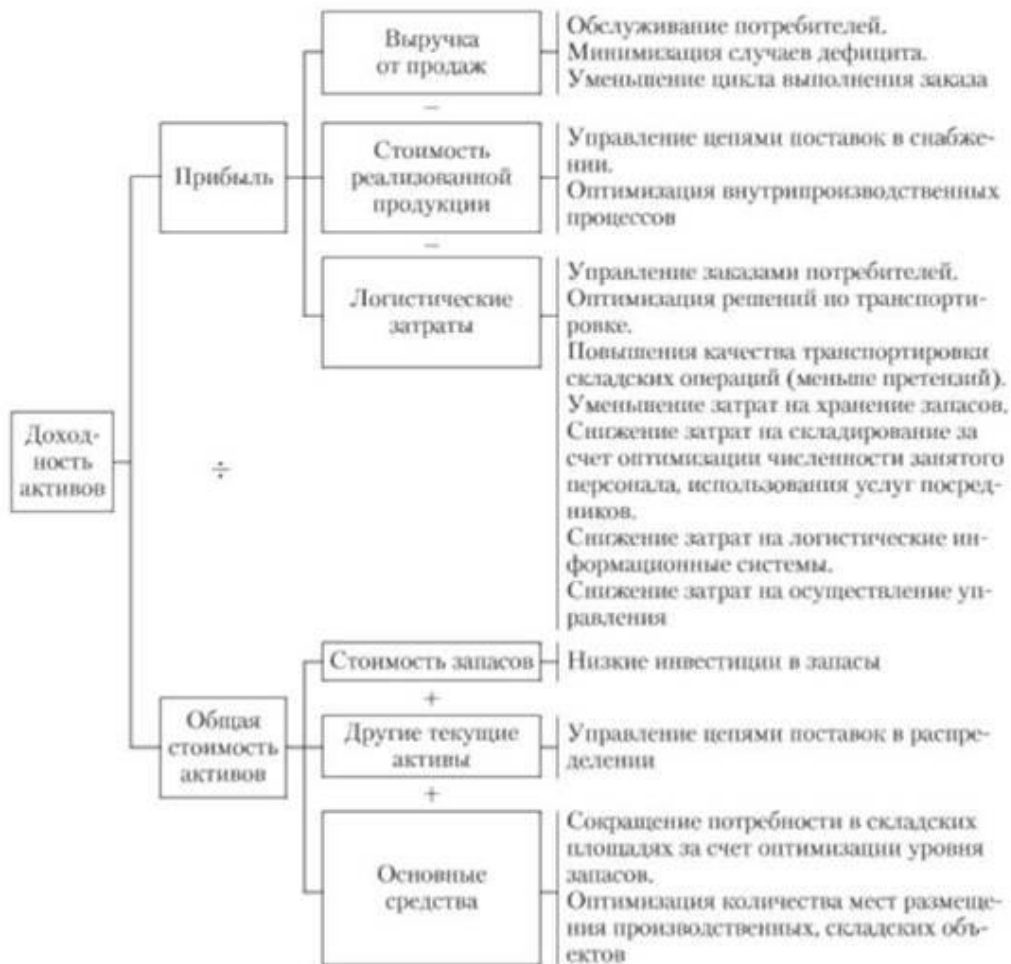 Выручка
от продаж
Обслуживание потребителей.
Минимизация случаев дефицита.
Уменьшение цикла выполнения заказа
−
Прибыль
Стоимость
реализованной
продукции
Управление цепями поставок в снабже-
нии.
Оптимизация внутрипроизводственных
процессов
−
Логистические
затраты
Управление заказами потребителей.
Оптимизация решений по транспорти-
ровке.
Повышения качества транспортировки
складских операций (меньше претензий).
Уменьшение затрат на хранение запасов.
Снижение затрат на складирование за
счет оптимизации численности занятого
персонала, использования услуг посред-
ников.
Снижение затрат на логистические ин-
формационные системы.
Снижение затрат на осуществление уп-
равления
Доход-
ность
активов
÷
Общая
стоимость
активов
Стоимость запасов
Низкие инвестиции в запасы
+
Другие текущие
активы
Управление цепями поставок в распре-
делении
+
Основные
средства
Сокращение потребности в складских
площадях за счет оптимизации уровня
запасов.
Оптимизация количества мест размеще-
ния производственных, складских объ-
ектов